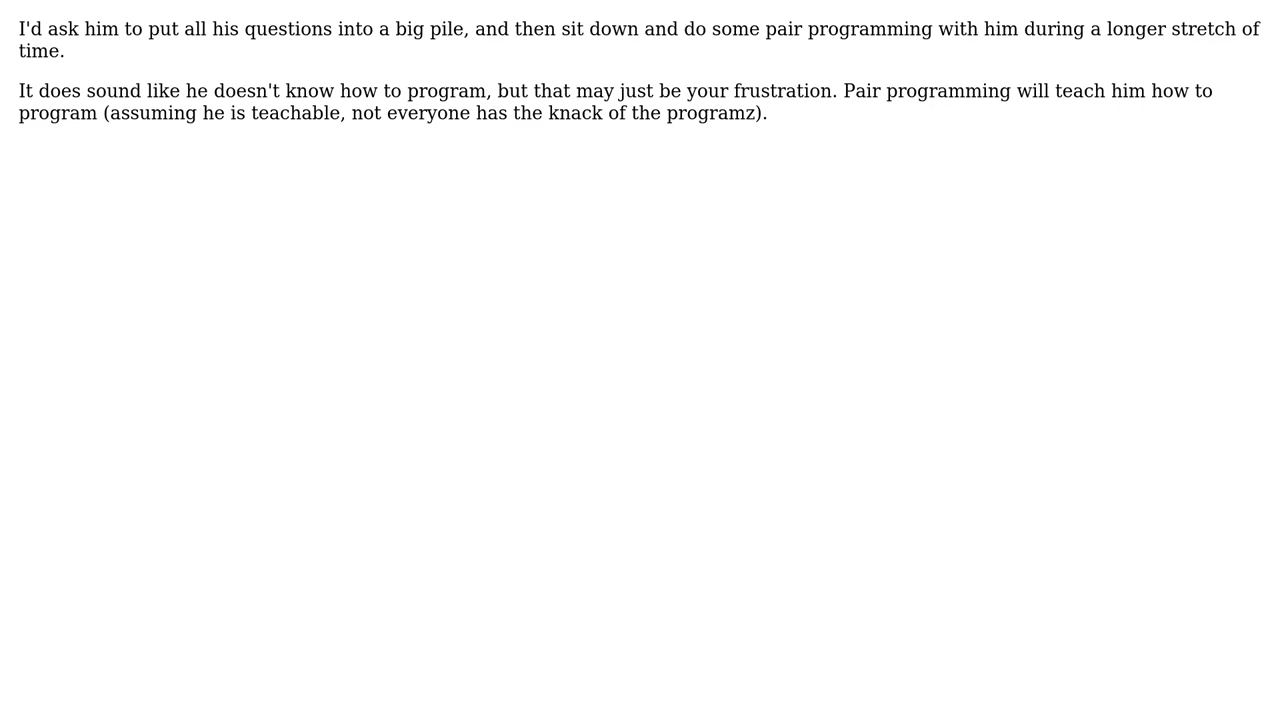 I'd ask him to put all his questions into a big pile, and then sit down and do some pair programming with him during a longer stretch of
time.
It does sound like he doesn't know how to program, but that may just be your frustration. Pair programming will teach him how to
program (assuming he is teachable, not everyone has the knack of the programz).